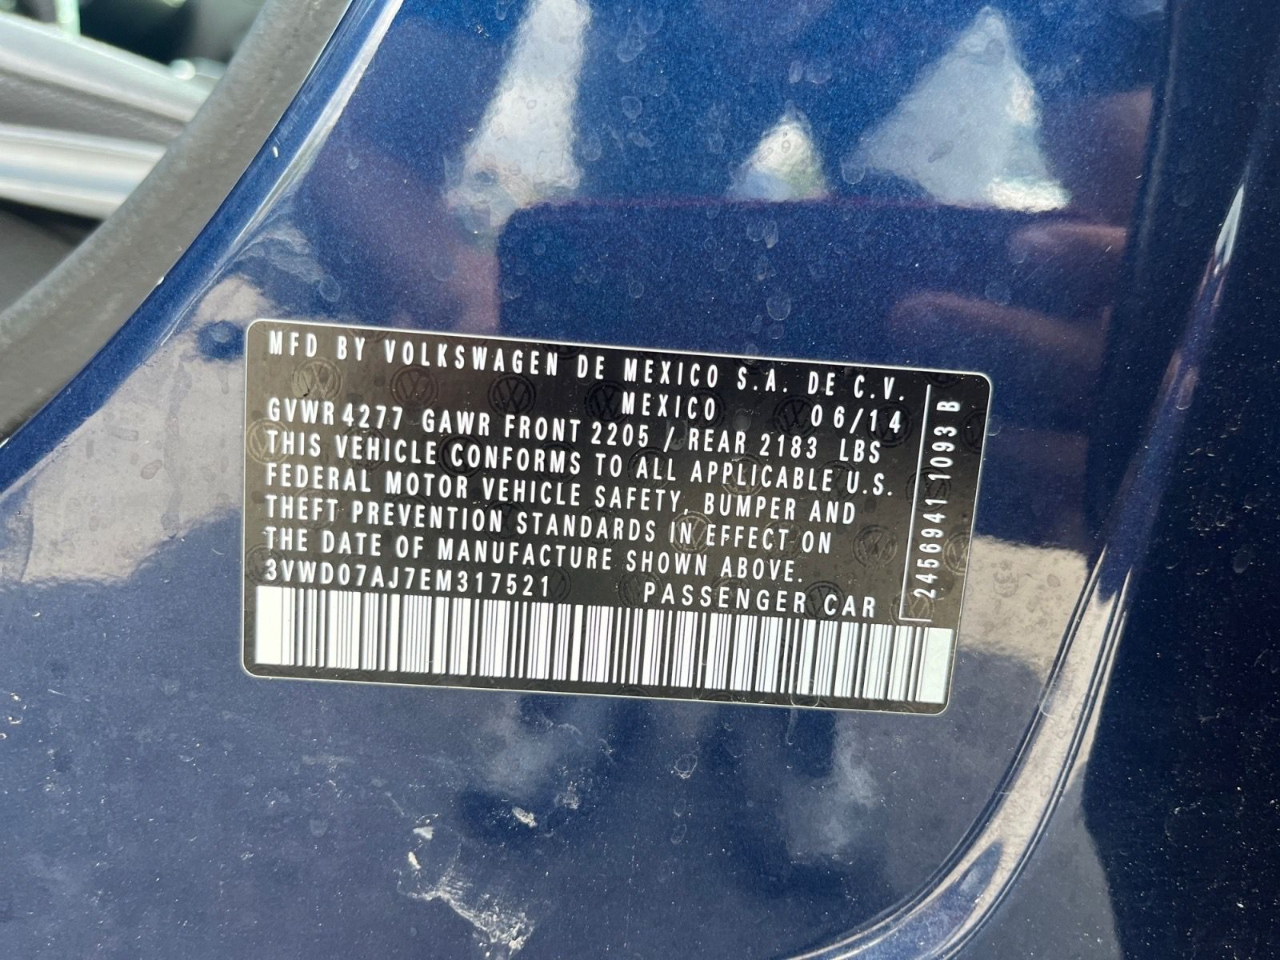 MFD BY VOLKSWAGEN DE MEXICO S.A. DE C.V.
MEXICO 06/14
GVWR 4277 GAWR FRONT 2205 / REAR 2183 LBS
THIS VEHICLE CONFORMS TO ALL APPLICABLE U.S.
FEDERAL MOTOR VEHICLE SAFETY, BUMPER AND
THEFT PREVENTION STANDARDS IN EFFECT ON
THE DATE OF MANUFACTURE SHOWN ABOVE.
3VWD07AJ7EM317521 PASSENGER CAR
2456941 1093 B